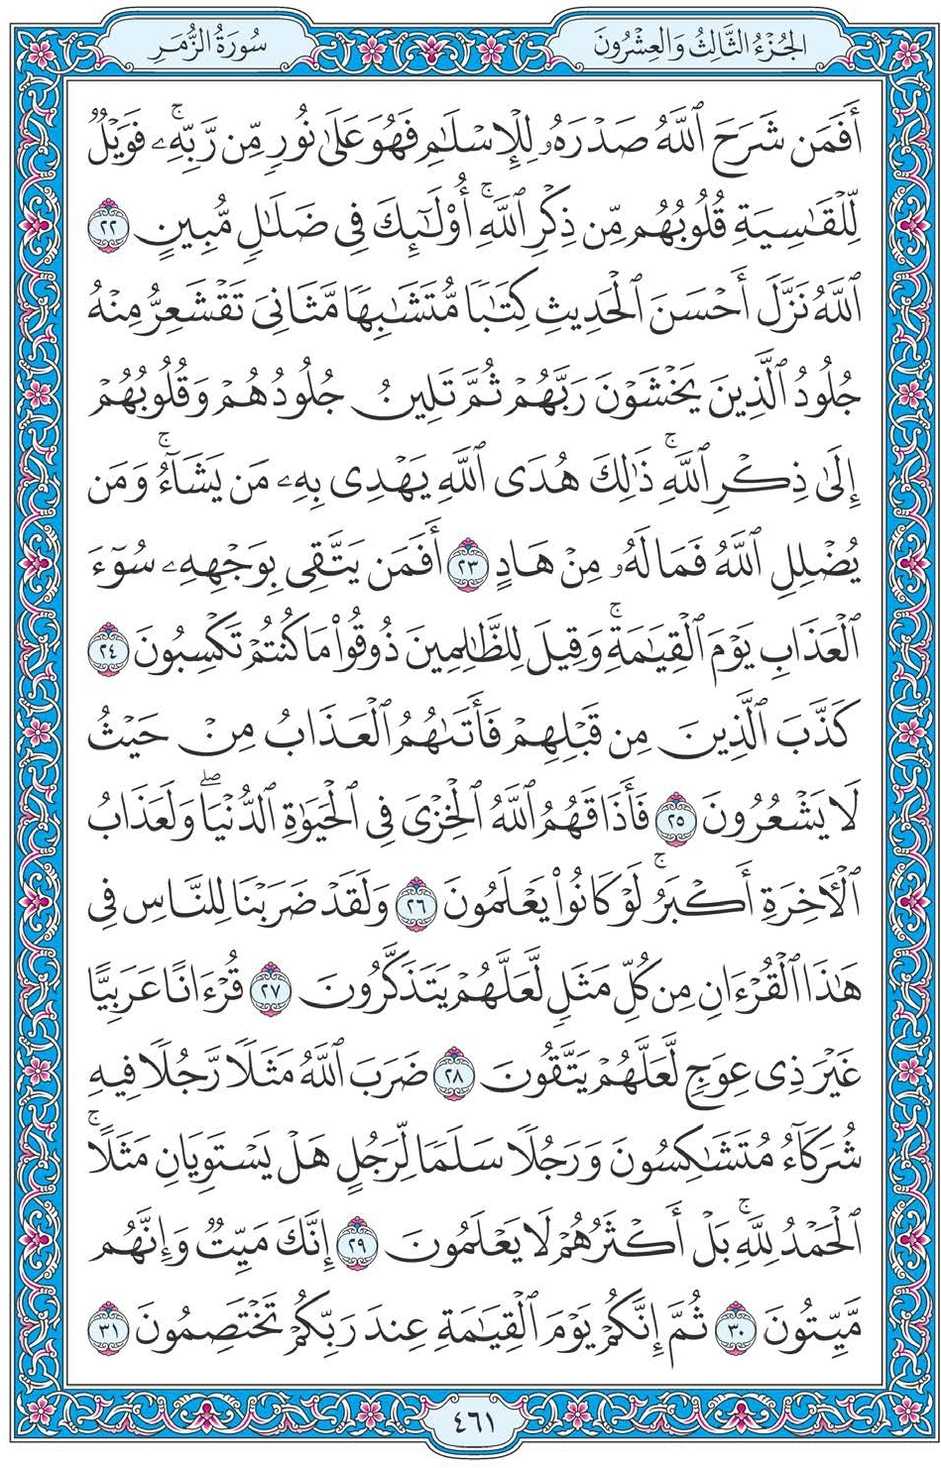 الجُزْءُ الثَّالِثُ وَالعِشْرُونَ
سُورَةُ الزُّمَرِ
أَفَمَن شَرَحَ ٱللَّهُ صَدْرَهُۥ لِلْإِسْلَٰمِ فَهُوَ عَلَىٰ نُورٍ مِّن رَّبِّهِۦۚ فَوَيْلٌ
لِّلْقَٰسِيَةِ قُلُوبُهُم مِّن ذِكْرِ ٱللَّهِۚ أُوْلَٰٓئِكَ فِى ضَلَٰلٍ مُّبِينٍ ٢٢
ٱللَّهُ نَزَّلَ أَحْسَنَ ٱلْحَدِيثِ كِتَٰبًا مُّتَشَٰبِهًا مَّثَانِىَ تَقْشَعِرُّ مِنْهُ
جُلُودُ ٱلَّذِينَ يَخْشَوْنَ رَبَّهُمْ ثُمَّ تَلِينُ جُلُودُهُمْ وَقُلُوبُهُمْ
إِلَىٰ ذِكْرِ ٱللَّهِۚ ذَٰلِكَ هُدَى ٱللَّهِ يَهْدِى بِهِۦ مَن يَشَآءُۚ وَمَن
يُضْلِلِ ٱللَّهُ فَمَا لَهُۥ مِنْ هَادٍ ٢٣ أَفَمَن يَتَّقِى بِوَجْهِهِۦ سُوٓءَ
ٱلْعَذَابِ يَوْمَ ٱلْقِيَٰمَةِۚ وَقِيلَ لِلظَّٰلِمِينَ ذُوقُوا۟ مَا كُنتُمْ تَكْسِبُونَ ٢٤
كَذَّبَ ٱلَّذِينَ مِن قَبْلِهِمْ فَأَتَىٰهُمُ ٱلْعَذَابُ مِنْ حَيْثُ
لَا يَشْعُرُونَ ٢٥ فَأَذَاقَهُمُ ٱللَّهُ ٱلْخِزْىَ فِى ٱلْحَيَوٰةِ ٱلدُّنْيَاۖ وَلَعَذَابُ
ٱلْءَاخِرَةِ أَكْبَرُۚ لَوْ كَانُوا۟ يَعْلَمُونَ ٢٦ وَلَقَدْ ضَرَبْنَا لِلنَّاسِ فِى
هَٰذَا ٱلْقُرْءَانِ مِن كُلِّ مَثَلٍ لَّعَلَّهُمْ يَتَذَكَّرُونَ ٢٧ قُرْءَانًا عَرَبِيًّا
غَيْرَ ذِى عِوَجٍ لَّعَلَّهُمْ يَتَّقُونَ ٢٨ ضَرَبَ ٱللَّهُ مَثَلًا رَّجُلًا فِيهِ
شُرَكَآءُ مُتَشَٰكِسُونَ وَرَجُلًا سَلَمًا لِّرَجُلٍ هَلْ يَسْتَوِيَانِ مَثَلًاۚ
ٱلْحَمْدُ لِلَّهِۚ بَلْ أَكْثَرُهُمْ لَا يَعْلَمُونَ ٢٩ إِنَّكَ مَيِّتٌ وَإِنَّهُم
مَّيِّتُونَ ٣٠ ثُمَّ إِنَّكُمْ يَوْمَ ٱلْقِيَٰمَةِ عِندَ رَبِّكُمْ تَخْتَصِمُونَ ٣١
٤٦١